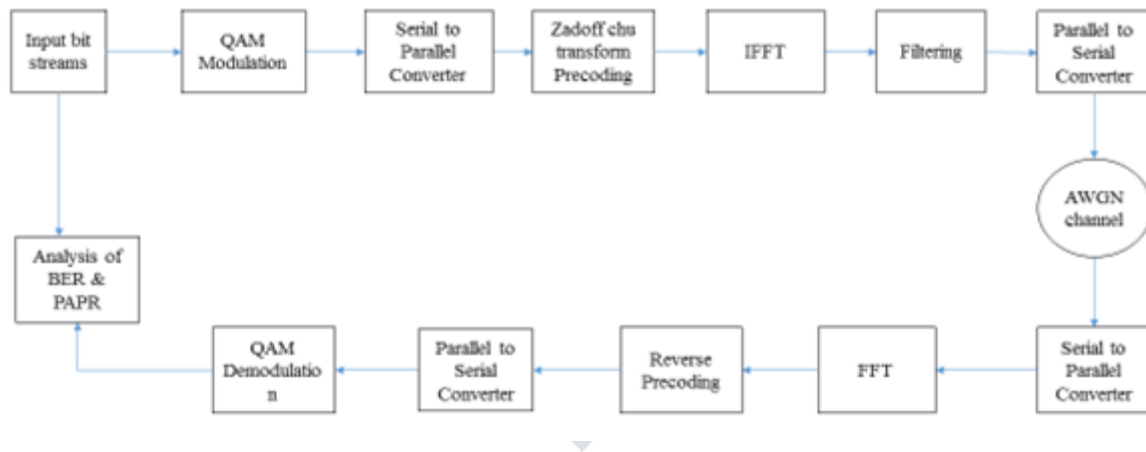 Input bit
streams
QAM
Modulation
Serial to
Parallel
Converter
Zadoff chu
transform
Precoding
IFFT
Filtering
Parallel to
Serial
Converter
AWGN
channel
Analysis of
BER &
PAPR
QAM
Demodulatio
n
Parallel to
Serial
Converter
Reverse
Precoding
FFT
Serial to
Parallel
Converter